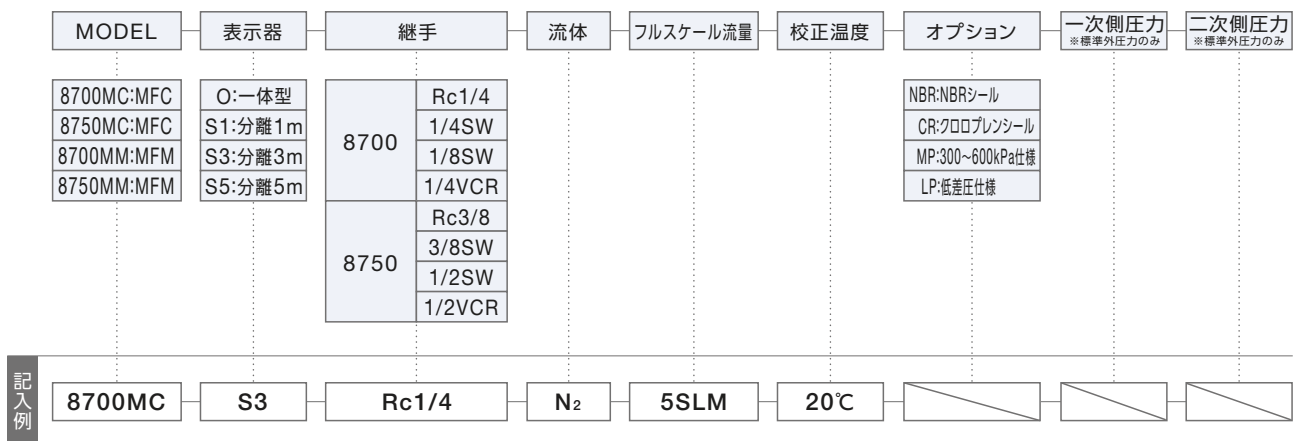 MODEL 表示器 継手 流体 フルスケール流量 校正温度 オプション 一次側圧力 二次側圧力
※標準外圧力のみ ※標準外圧力のみ
8700MC:MFC
8750MC:MFC
8700MM:MFM
8750MM:MFM
O:一体型
S1:分離1m
S3:分離3m
S5:分離5m
8700
Rc1/4
1/4SW
1/8SW
1/4VCR
8750
Rc3/8
3/8SW
1/2SW
1/2VCR
NBR:NBRシール
CR:クロロプレンシール
MP:300~600kPa仕様
LP:低差圧仕様
記入例
8700MC S3 Rc1/4 N₂ 5SLM 20℃